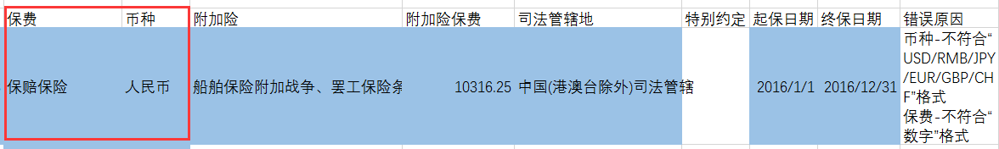 保费 币种 附加险 附加险保费 司法管辖地 特别约定 起保日期 终保日期 错误原因
保赔保险 人民币 船舶保险附加战争、罢工保险条 10316.25 中国(港澳台除外)司法管辖 2016/1/1 2016/12/31
币种-不符合“
USD/RMB/JPY
/EUR/GBP/CH
F”格式
保费-不符合“
数字”格式